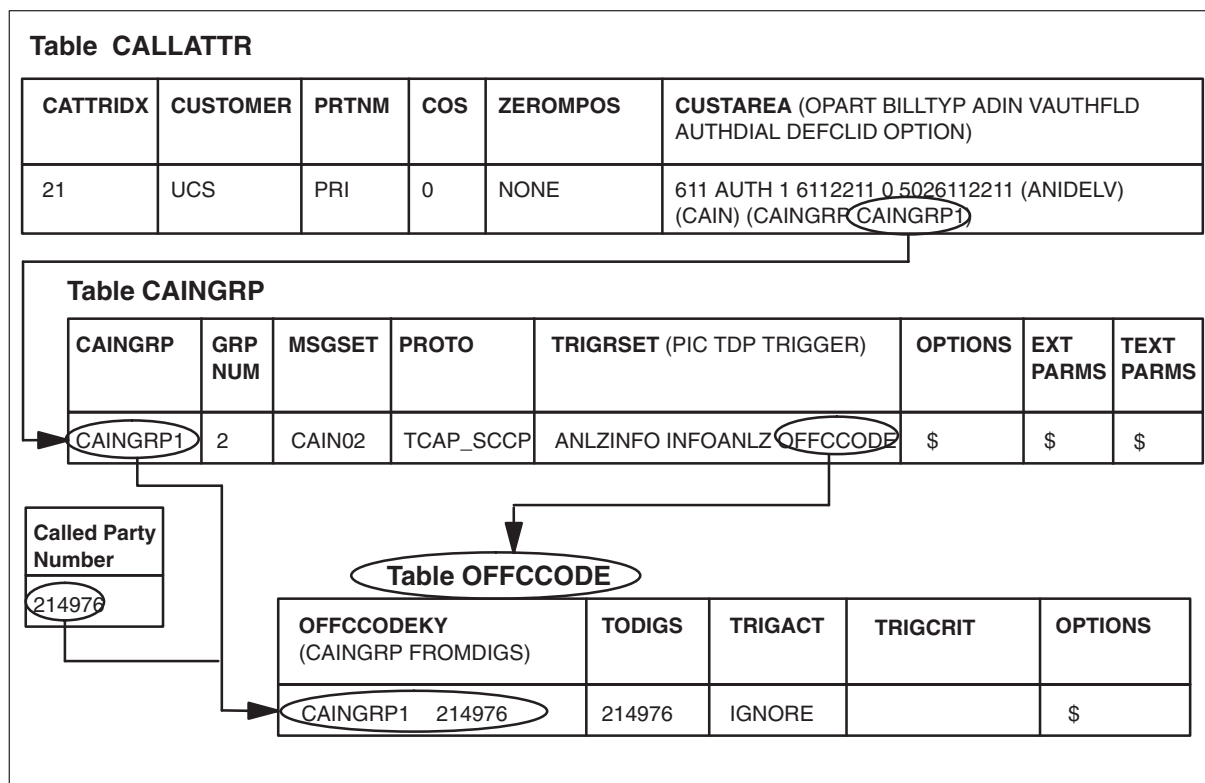 Table CALLATTR
CATTRIDX CUSTOMER PRTNM COS ZEROMPOS CUSTAREA (OPART BILLTYP ADIN VAUTHFLD
AUTHDIAL DEFCLID OPTION)
21 UCS PRI 0 NONE 611 AUTH 1 6112211 0 5026112211 (ANIDELV)
(CAIN) (CAINGRP CAINGRP1)
Table CAINGRP
CAINGRP GRP MSGSET PROTO TRIGRSET (PIC TDP TRIGGER) OPTIONS EXT TEXT
NUM PARMS PARMS
CAINGRP1 2 CAIN02 TCAP_SCCP ANLZINFO INFOANLZ OFFCCODE $ $ $
Called Party
Number
214976
Table OFFCCODE
OFFCCODEKY TODIGS TRIGACT TRIGCRIT OPTIONS
(CAINGRP FROMDIGS)
CAINGRP1 214976 214976 IGNORE $